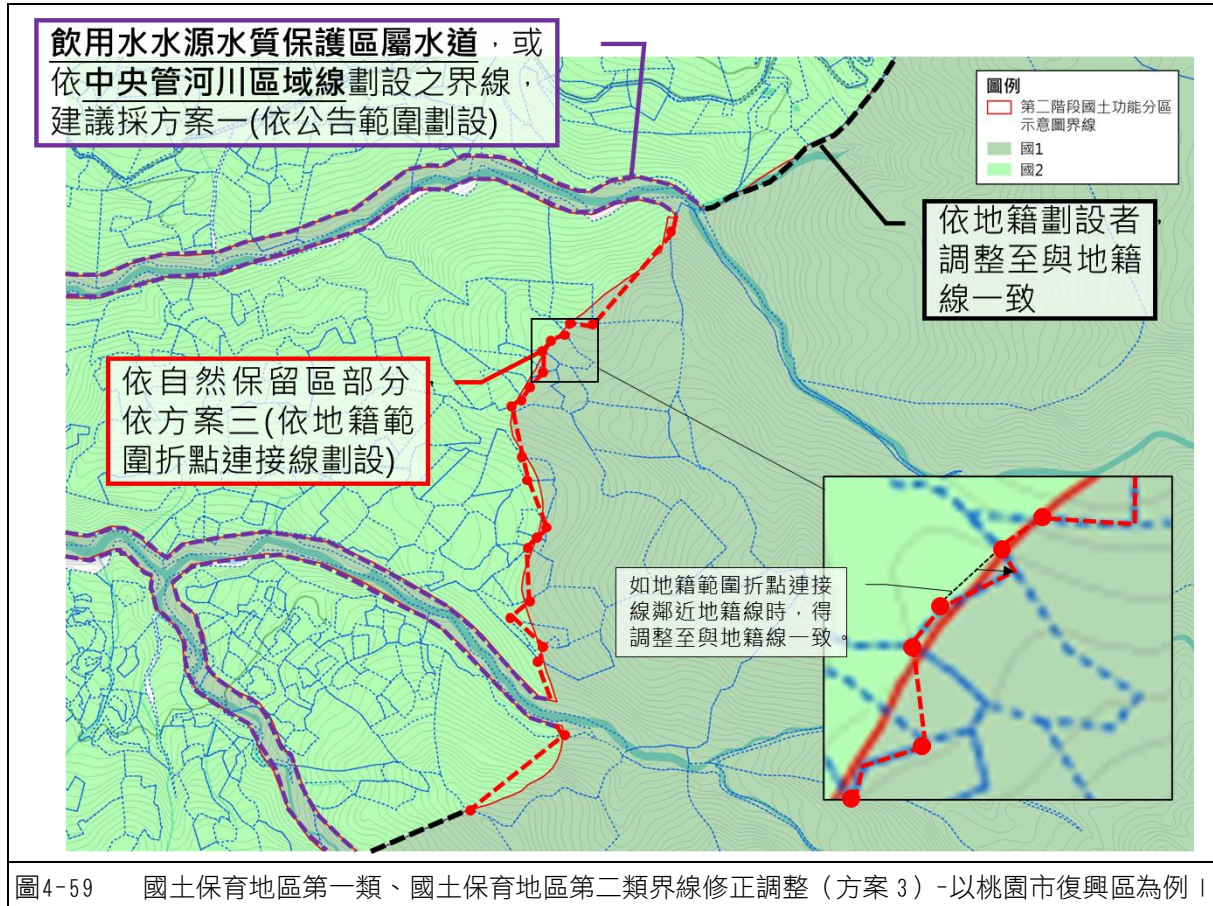 飲用水水源水質保護區屬水道，或
依中央管河川區域線劃設之界線，
建議採方案一(依公告範圍劃設)
圖例
第二階段國土功能分區
示意圖界線
國1
國2
依地籍劃設者，
調整至與地籍
線一致
依自然保留區部分，
依方案三(依地籍範
圍折點連接線劃設)
如地籍範圍折點連接
線鄰近地籍線時，得
調整至與地籍線一致。
圖4-59 國土保育地區第一類、國土保育地區第二類界線修正調整（方案3）-以桃園市復興區為例1